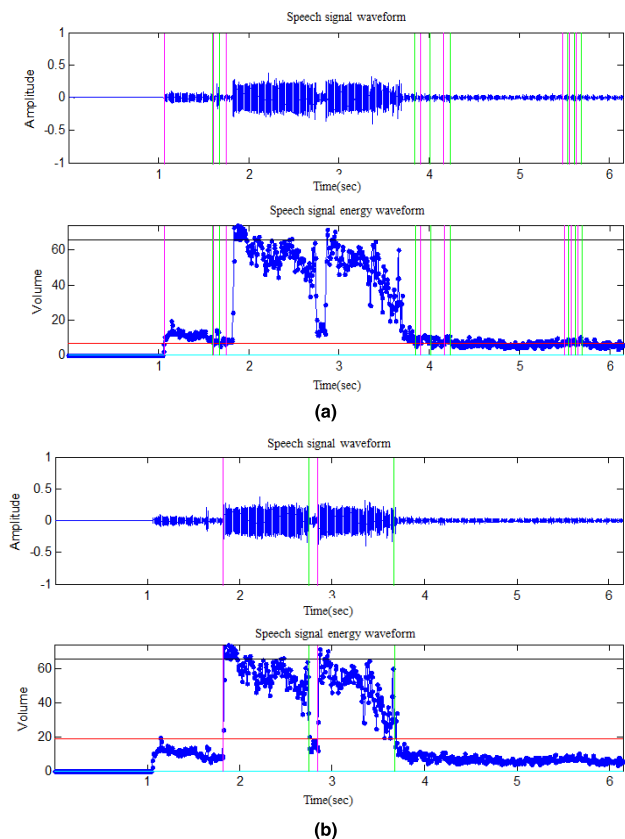 Speech signal waveform
1
0.5
0
-0.5
-1
Amplitude
1 2 3 4 5 6
Time(sec)
Speech signal energy waveform
60
40
20
0
Volume
1 2 3 4 5 6
Time(sec)
(a)
Speech signal waveform
1
0.5
0
-0.5
-1
Amplitude
1 2 3 4 5 6
Time(sec)
Speech signal energy waveform
60
40
20
0
Volume
1 2 3 4 5 6
Time(sec)
(b)